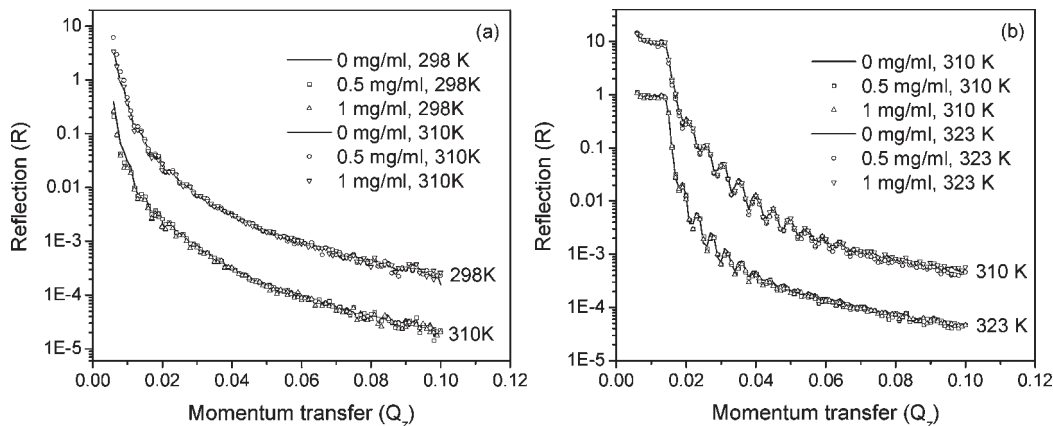 (a)
0 mg/ml, 298 K
0.5 mg/ml, 298K
1 mg/ml, 298K
0 mg/ml, 310K
0.5 mg/ml, 310K
1 mg/ml, 310K
10
1
0.1
0.01
1E-3
1E-4
1E-5
Reflection (R)
298K
310K
0.00
0.02
0.04
0.06
0.08
0.10
0.12
Momentum transfer (Qz)
(b)
0 mg/ml, 310 K
0.5 mg/ml, 310 K
1 mg/ml, 310 K
0 mg/ml, 323 K
0.5 mg/ml, 323 K
1 mg/ml, 323 K
10
1
0.1
0.01
1E-3
1E-4
1E-5
Reflection (R)
310 K
323 K
0.00
0.02
0.04
0.06
0.08
0.10
0.12
Momentum transfer (Qz)